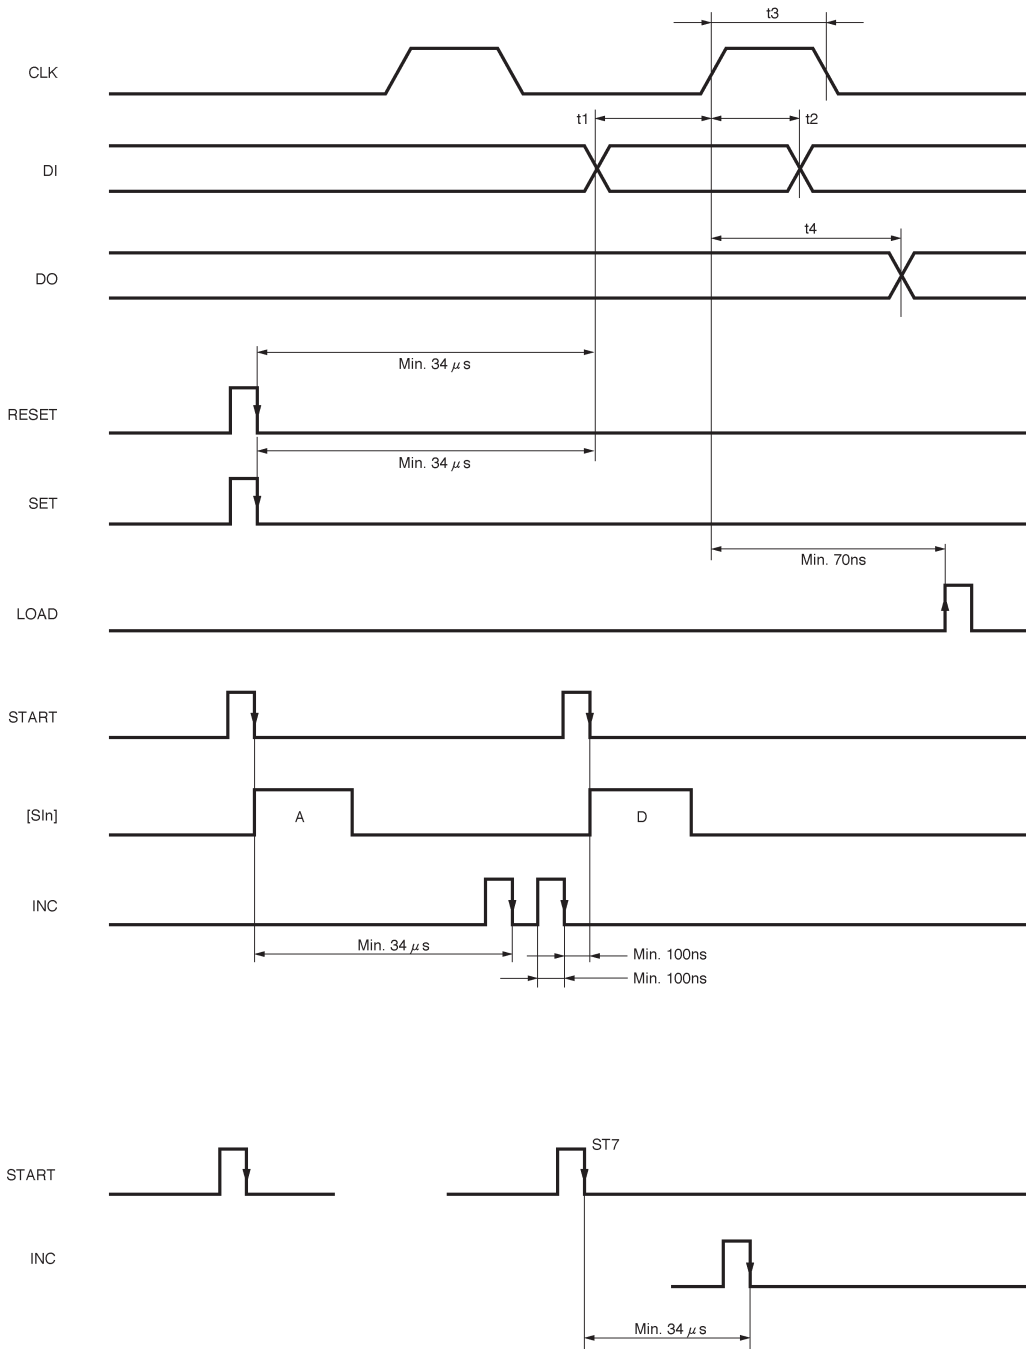 t3
CLK
t1
t2
DI
t4
DO
Min. 34 μs
RESET
Min. 34 μs
SET
Min. 70ns
LOAD
START
[SIn]
A
D
INC
Min. 34 μs
Min. 100ns
Min. 100ns
ST7
START
INC
Min. 34 μs